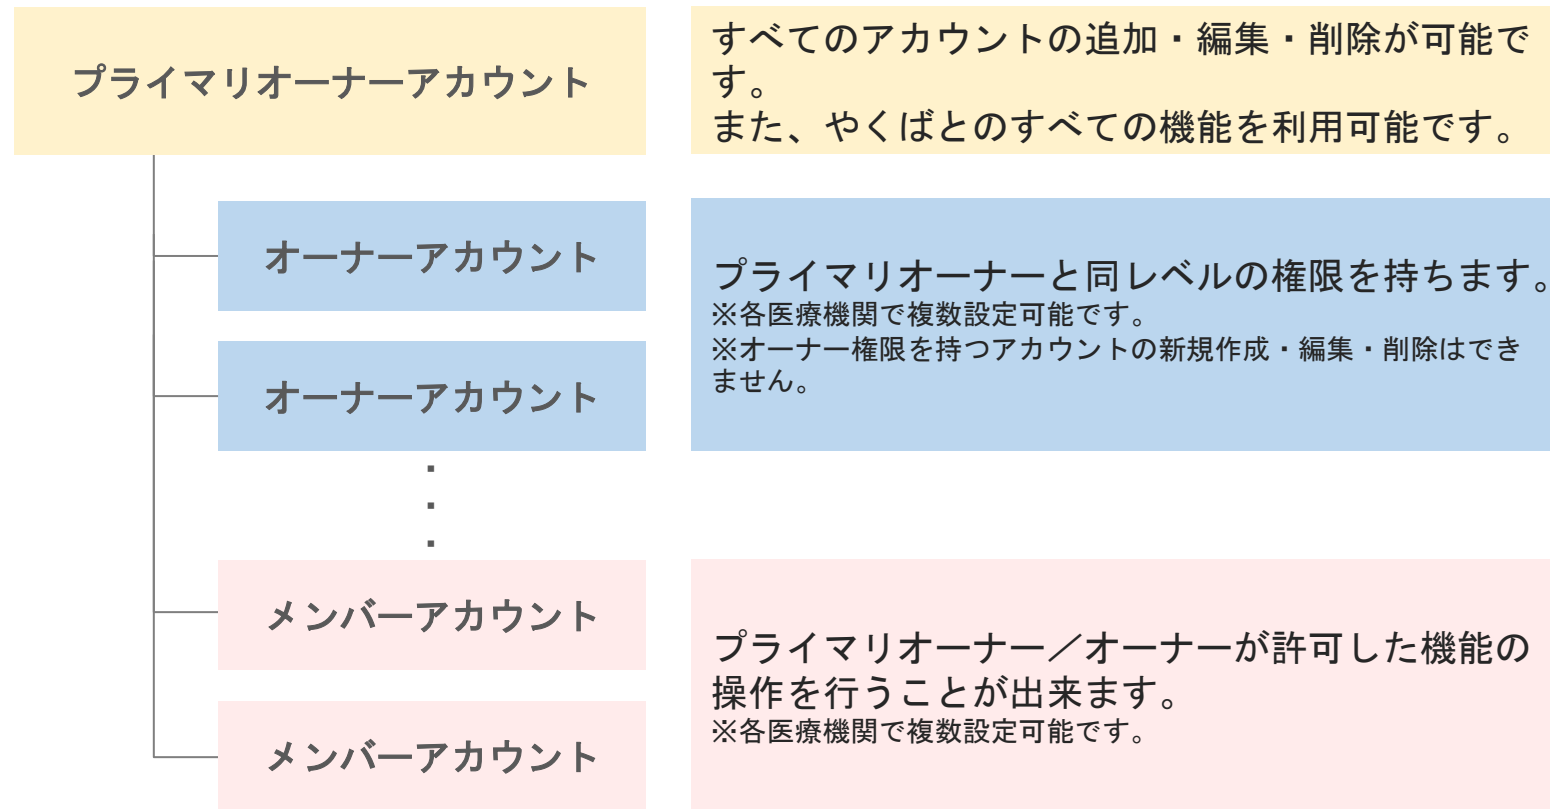 プライマリオーナーアカウント
すべてのアカウントの追加・編集・削除が可能で
す。
また、やくばとのすべての機能を利用可能です。
オーナーアカウント
オーナーアカウント
プライマリオーナーと同レベルの権限を持ちます。
※各医療機関で複数設定可能です。
※オーナー権限を持つアカウントの新規作成・編集・削除はでき
ません。
・
・
・
メンバーアカウント
メンバーアカウント
プライマリオーナー／オーナーが許可した機能の
操作を行うことが出来ます。
※各医療機関で複数設定可能です。